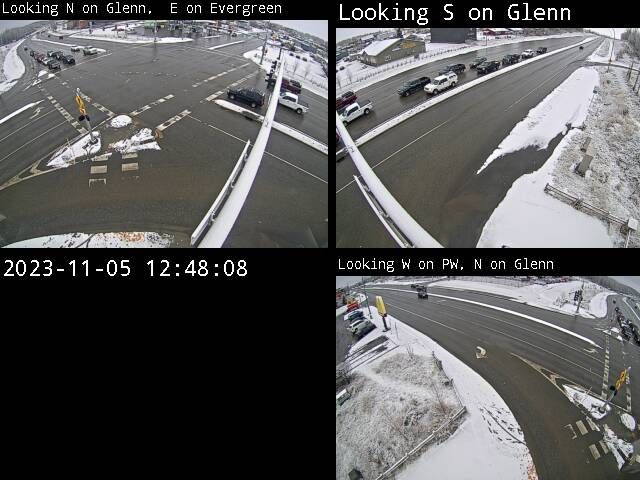 Looking N on Glenn, E on Evergreen
Looking S on Glenn
2023-11-05 12:48:08
Looking W on PW, N on Glenn